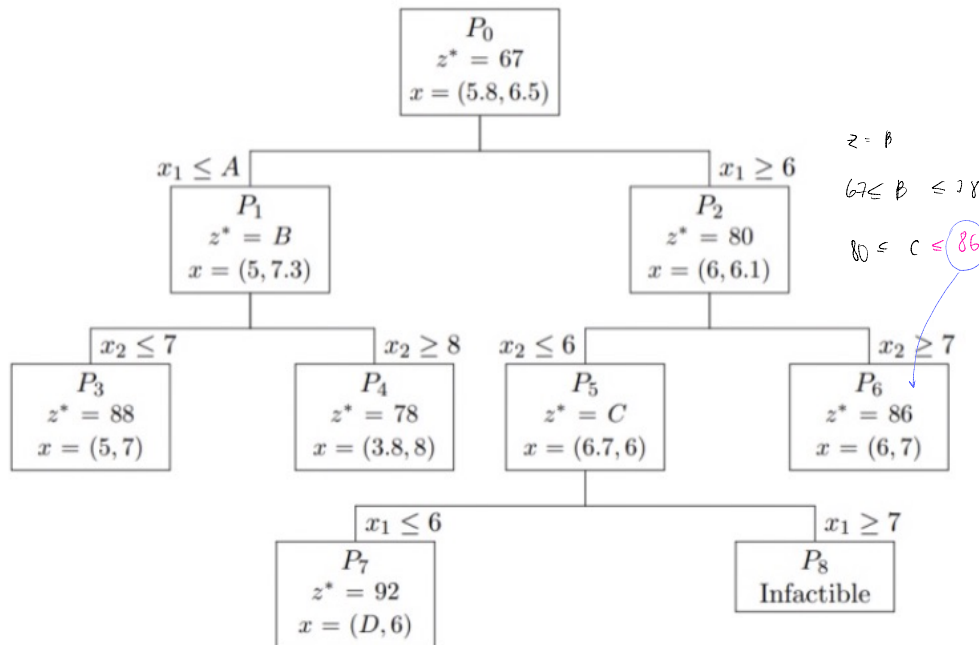 P₀
z* = 67
x = (5.8, 6.5)
x₁ ≤ A
x₁ ≥ 6
P₁
z* = B
x = (5, 7.3)
P₂
z* = 80
x = (6, 6.1)
z = B
67 ≤ B ≤ 78
80 ≤ C ≤ 86
x₂ ≤ 7
x₂ ≥ 8
x₂ ≤ 6
x₂ ≥ 7
P₃
z* = 88
x = (5, 7)
P₄
z* = 78
x = (3.8, 8)
P₅
z* = C
x = (6.7, 6)
P₆
z* = 86
x = (6, 7)
x₁ ≤ 6
x₁ ≥ 7
P₇
z* = 92
x = (D, 6)
P₈
Infactible